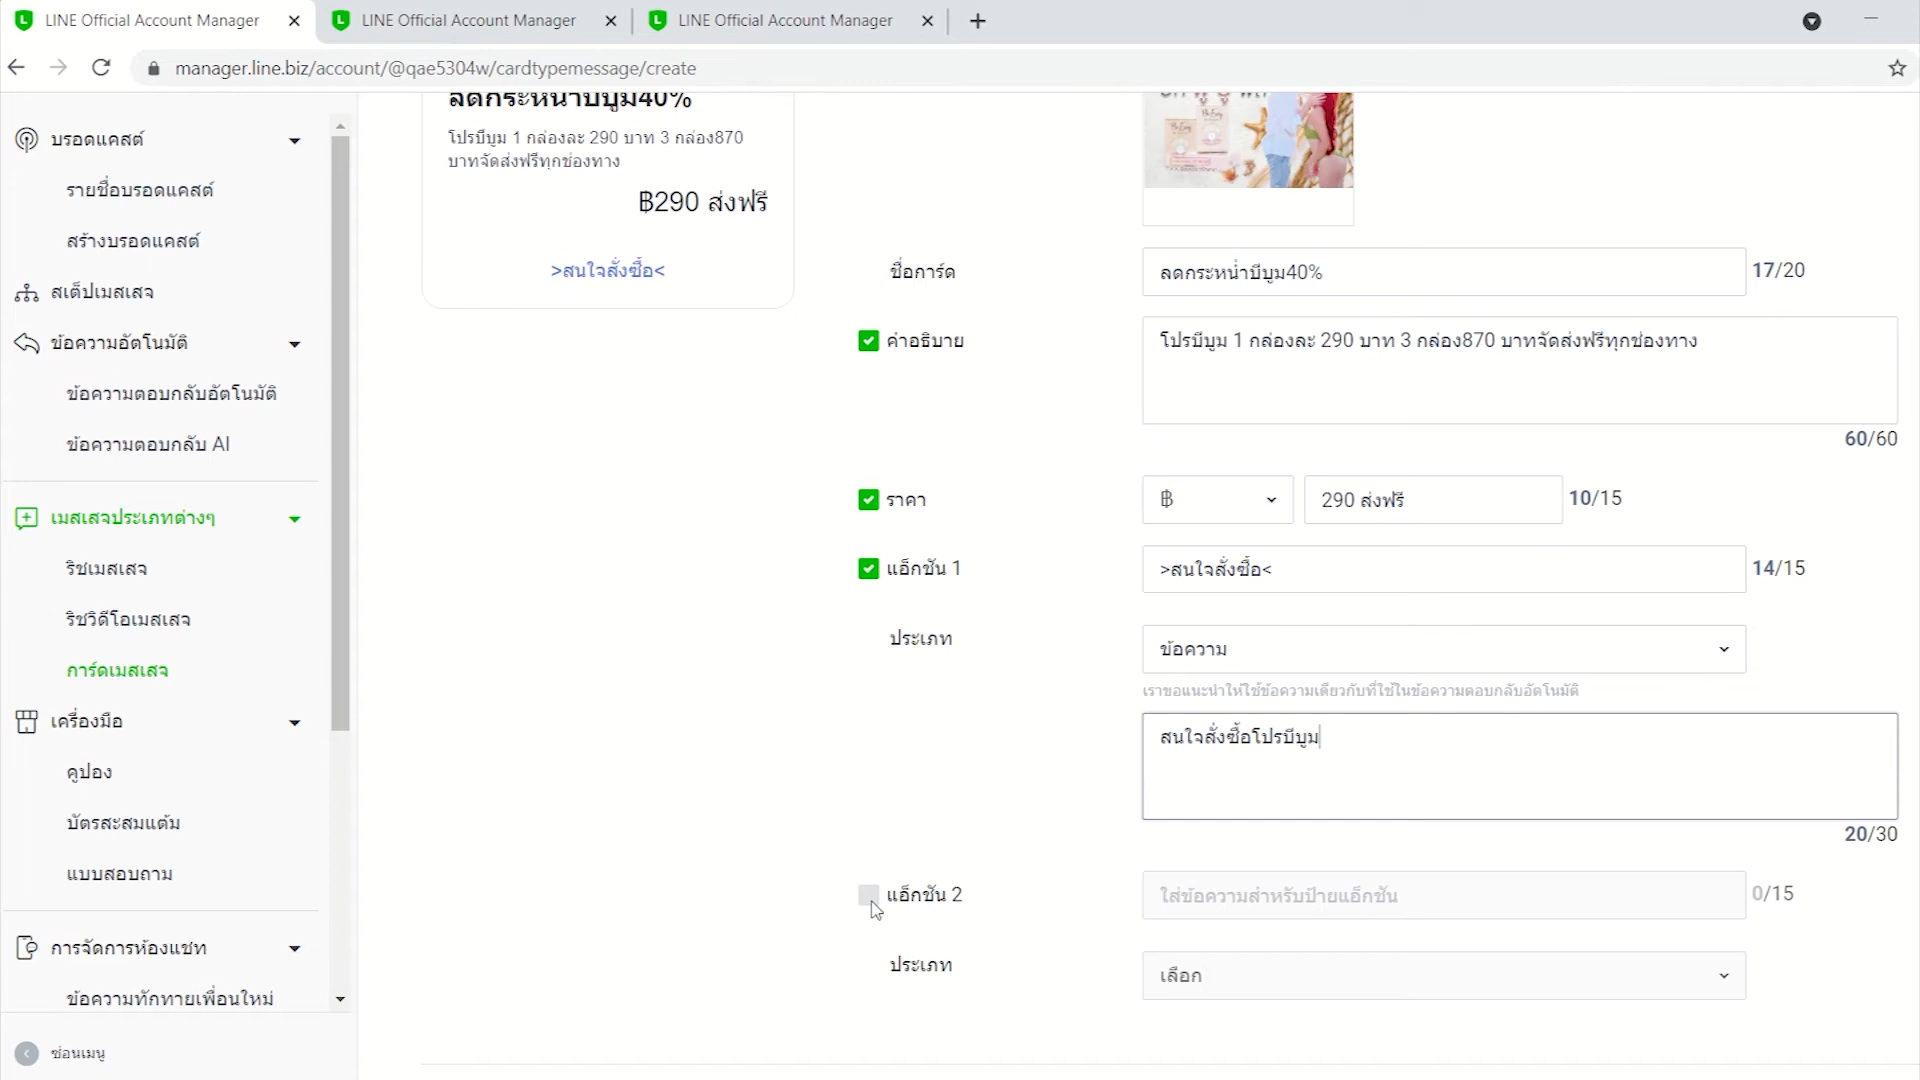 LINE Official Account Manager
LINE Official Account Manager
LINE Official Account Manager
manager.line.biz/account/@qae5304w/cardtypemessage/create
บรอดแคสต์
รายชื่อบรอดแคสต์
สร้างบรอดแคสต์
สเต็ปเมสเสจ
ข้อความอัตโนมัติ
ข้อความตอบกลับอัตโนมัติ
ข้อความตอบกลับ AI
เมสเสจประเภทต่างๆ
ริชเมสเสจ
ริชวิดีโอเมสเสจ
การ์ดเมสเสจ
เครื่องมือ
คูปอง
บัตรสะสมแต้ม
แบบสอบถาม
การจัดการห้องแชท
ข้อความทักทายเพื่อนใหม่
ซ่อนเมนู
ลดกระหน่ำบีบูม40%
โปรบีบูม 1 กล่องละ 290 บาท 3 กล่อง870
บาทจัดส่งฟรีทุกช่องทาง
฿290 ส่งฟรี
>สนใจสั่งซื้อ<
ชื่อการ์ด
ลดกระหน่ำบีบูม40%
17/20
คำอธิบาย
โปรบีบูม 1 กล่องละ 290 บาท 3 กล่อง870 บาทจัดส่งฟรีทุกช่องทาง
60/60
ราคา
฿
290 ส่งฟรี
10/15
แอ็กชัน 1
>สนใจสั่งซื้อ<
14/15
ประเภท
ข้อความ
เราขอแนะนำให้ใช้ข้อความเดียวกับที่ใช้ในข้อความตอบกลับอัตโนมัติ
สนใจสั่งซื้อโปรบีบูม
20/30
แอ็กชัน 2
ใส่ข้อความสำหรับป้ายแอ็กชัน
0/15
ประเภท
เลือก